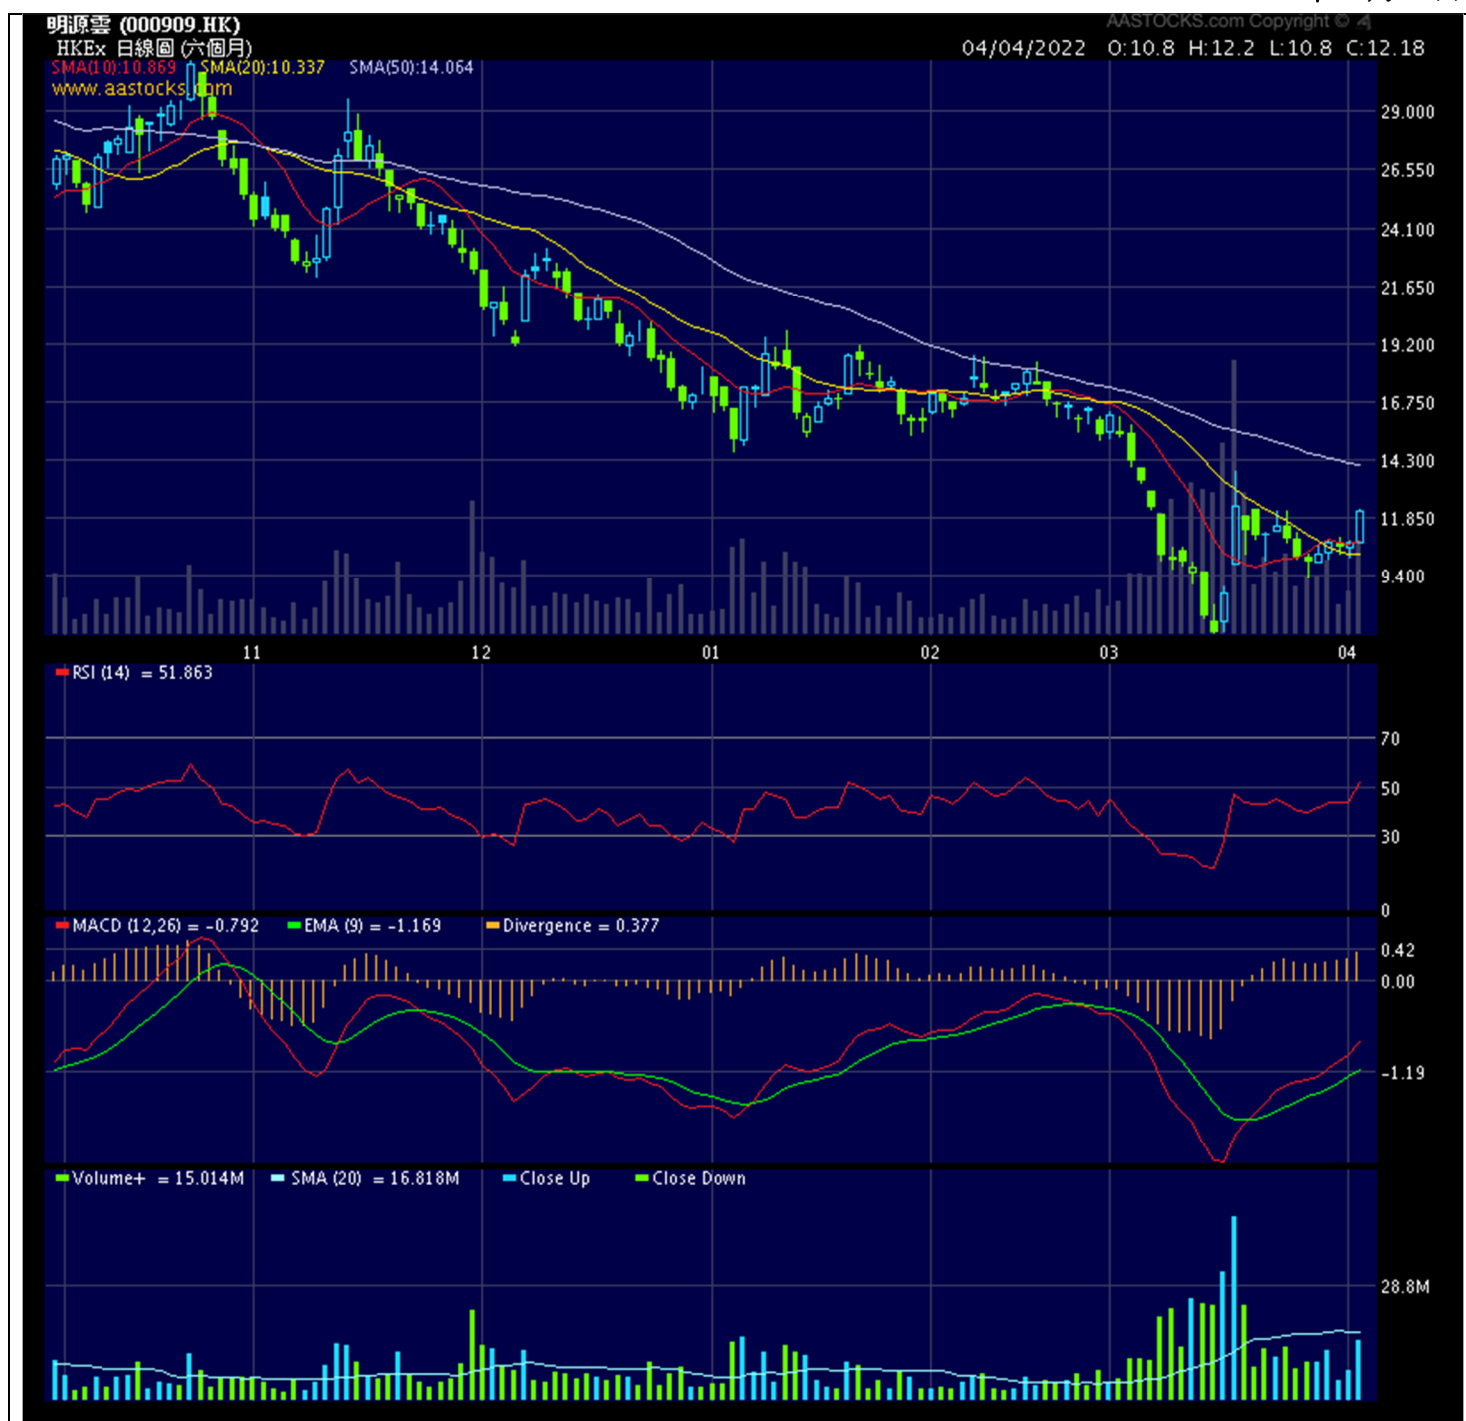 明源雲 (000909.HK)
AASTOCKS.com Copyright ©
HKEx 日線圖 (六個月)
04/04/2022 O:10.8 H:12.2 L:10.8 C:12.18
SMA(10):10.869 SMA(20):10.337 SMA(50):14.064
www.aastocks.com
29.000
26.550
24.100
21.650
19.200
16.750
14.300
11.850
9.400
11 12 01 02 03 04
RSI (14) = 51.863
70
50
30
0
MACD (12,26) = -0.792 EMA (9) = -1.169 Divergence = 0.377
0.42
0.00
-1.19
Volume+ = 15.014M SMA (20) = 16.818M Close Up Close Down
28.8M